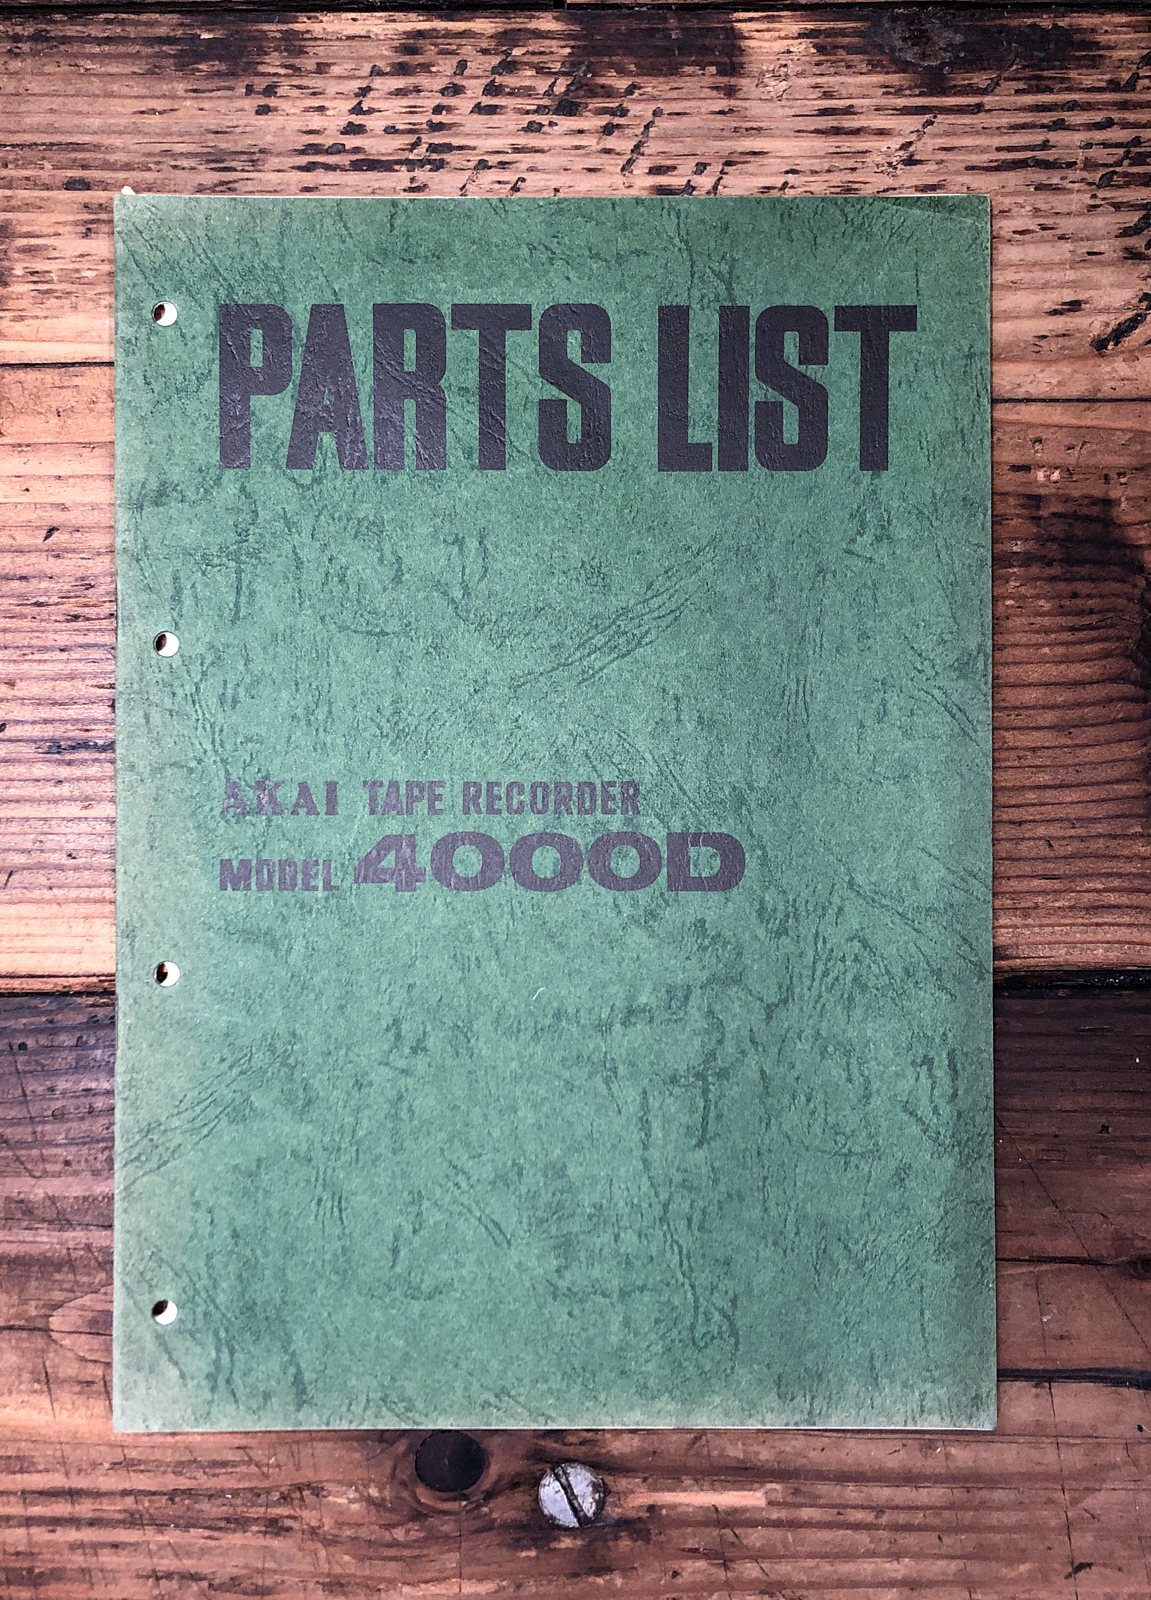 PARTS LIST
AKAI TAPE RECORDER
MODEL 4000D